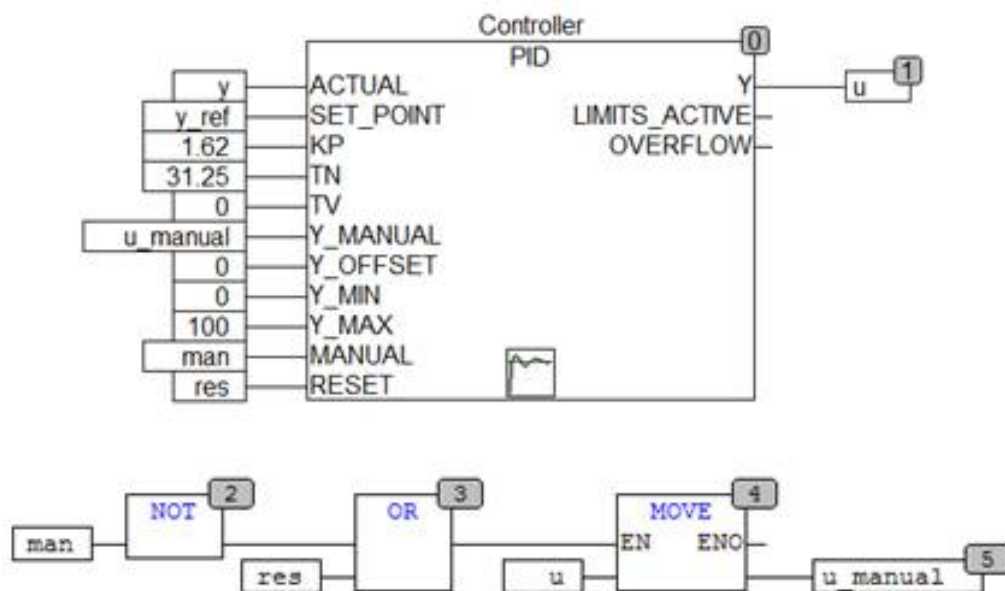 Controller
0
PID
y ACTUAL Y u 1
y_ref SET_POINT LIMITS_ACTIVE
1.62 KP OVERFLOW
31.25 TN
0 TV
u_manual Y_MANUAL
0 Y_OFFSET
0 Y_MIN
100 Y_MAX
man MANUAL
res RESET
2 3 4
NOT OR MOVE
man EN ENO
5
res u u_manual